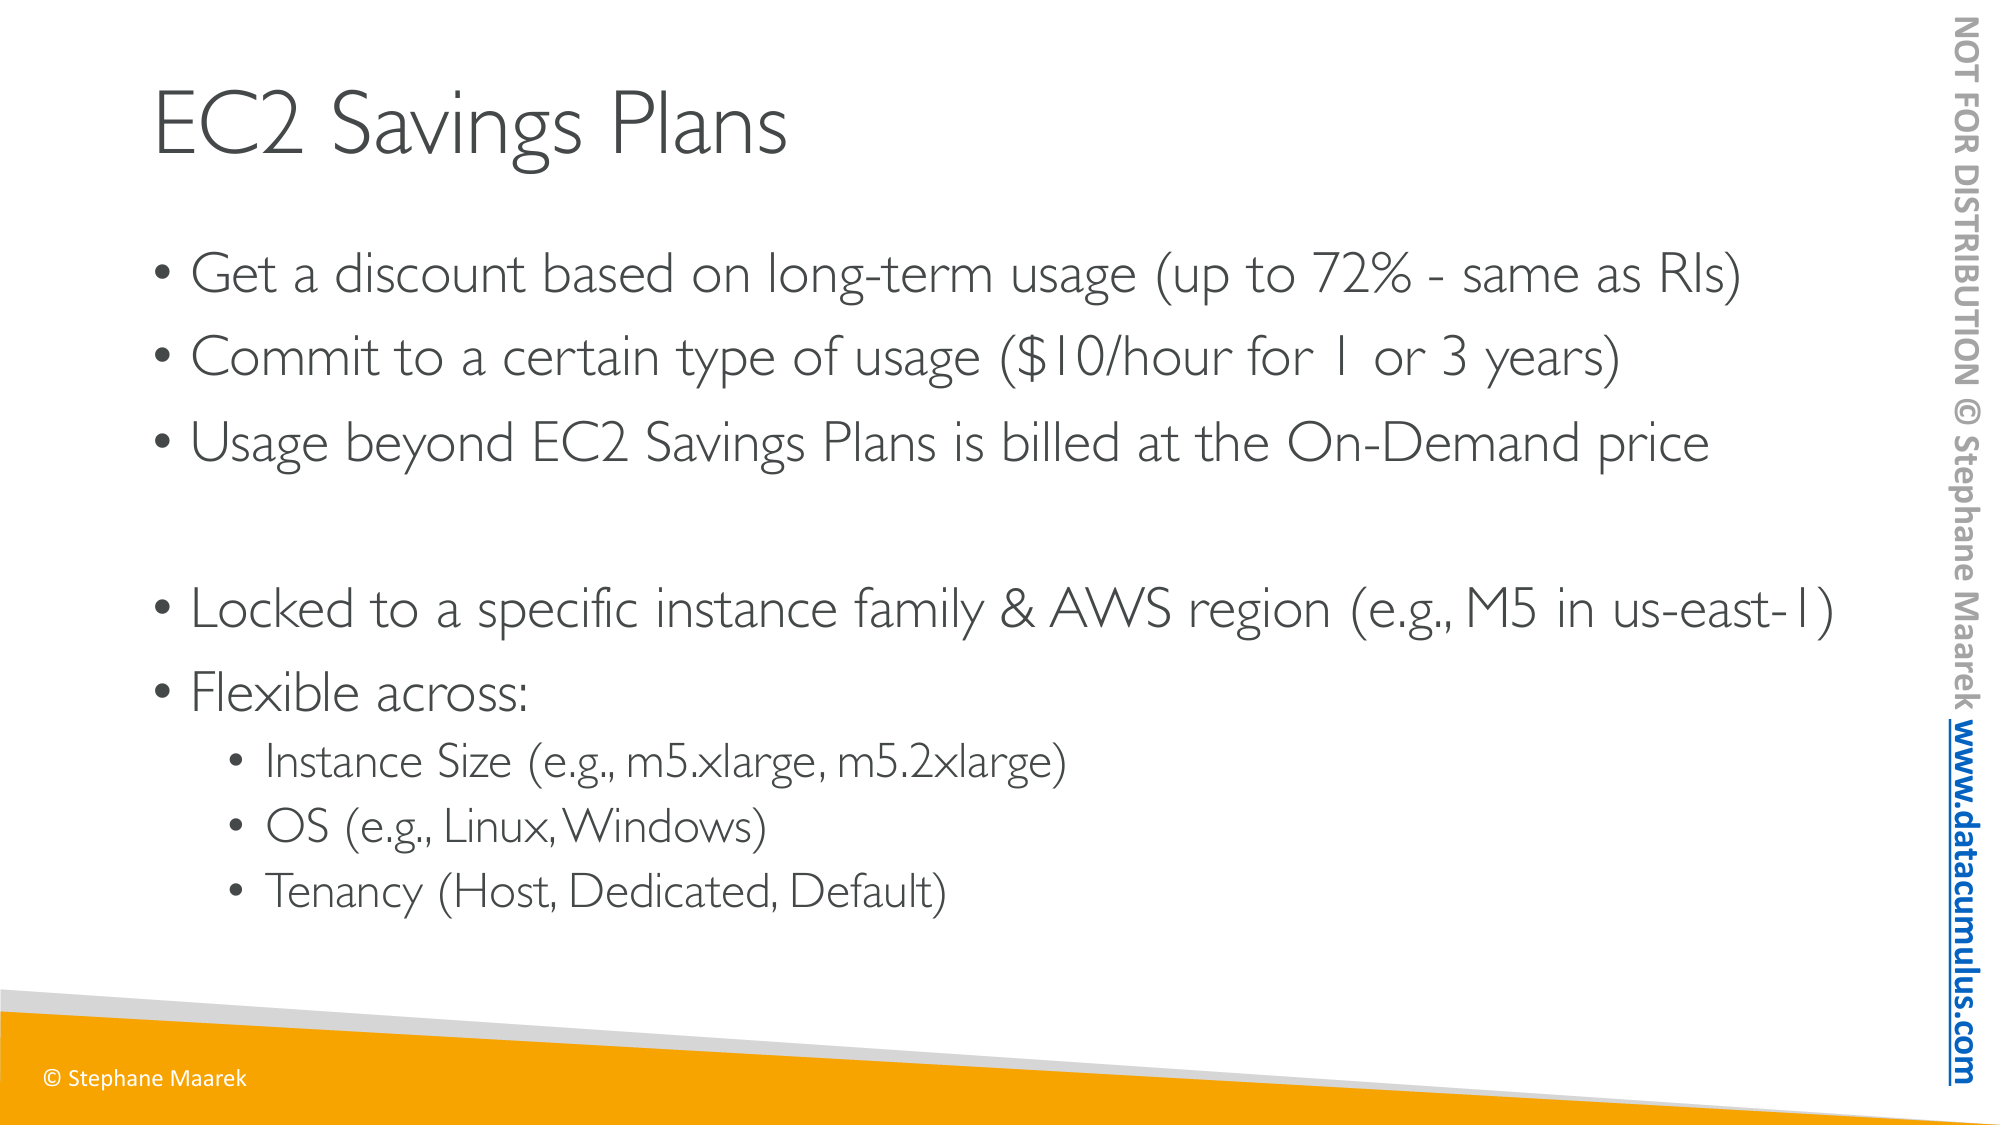 EC2 Savings Plans
• Get a discount based on long-term usage (up to 72% - same as RIs)
• Commit to a certain type of usage ($10/hour for 1 or 3 years)
• Usage beyond EC2 Savings Plans is billed at the On-Demand price
• Locked to a specific instance family & AWS region (e.g., M5 in us-east-1)
• Flexible across:
• Instance Size (e.g., m5.xlarge, m5.2xlarge)
• OS (e.g., Linux, Windows)
• Tenancy (Host, Dedicated, Default)
© Stephane Maarek
NOT FOR DISTRIBUTION © Stephane Maarek www.datacumulus.com